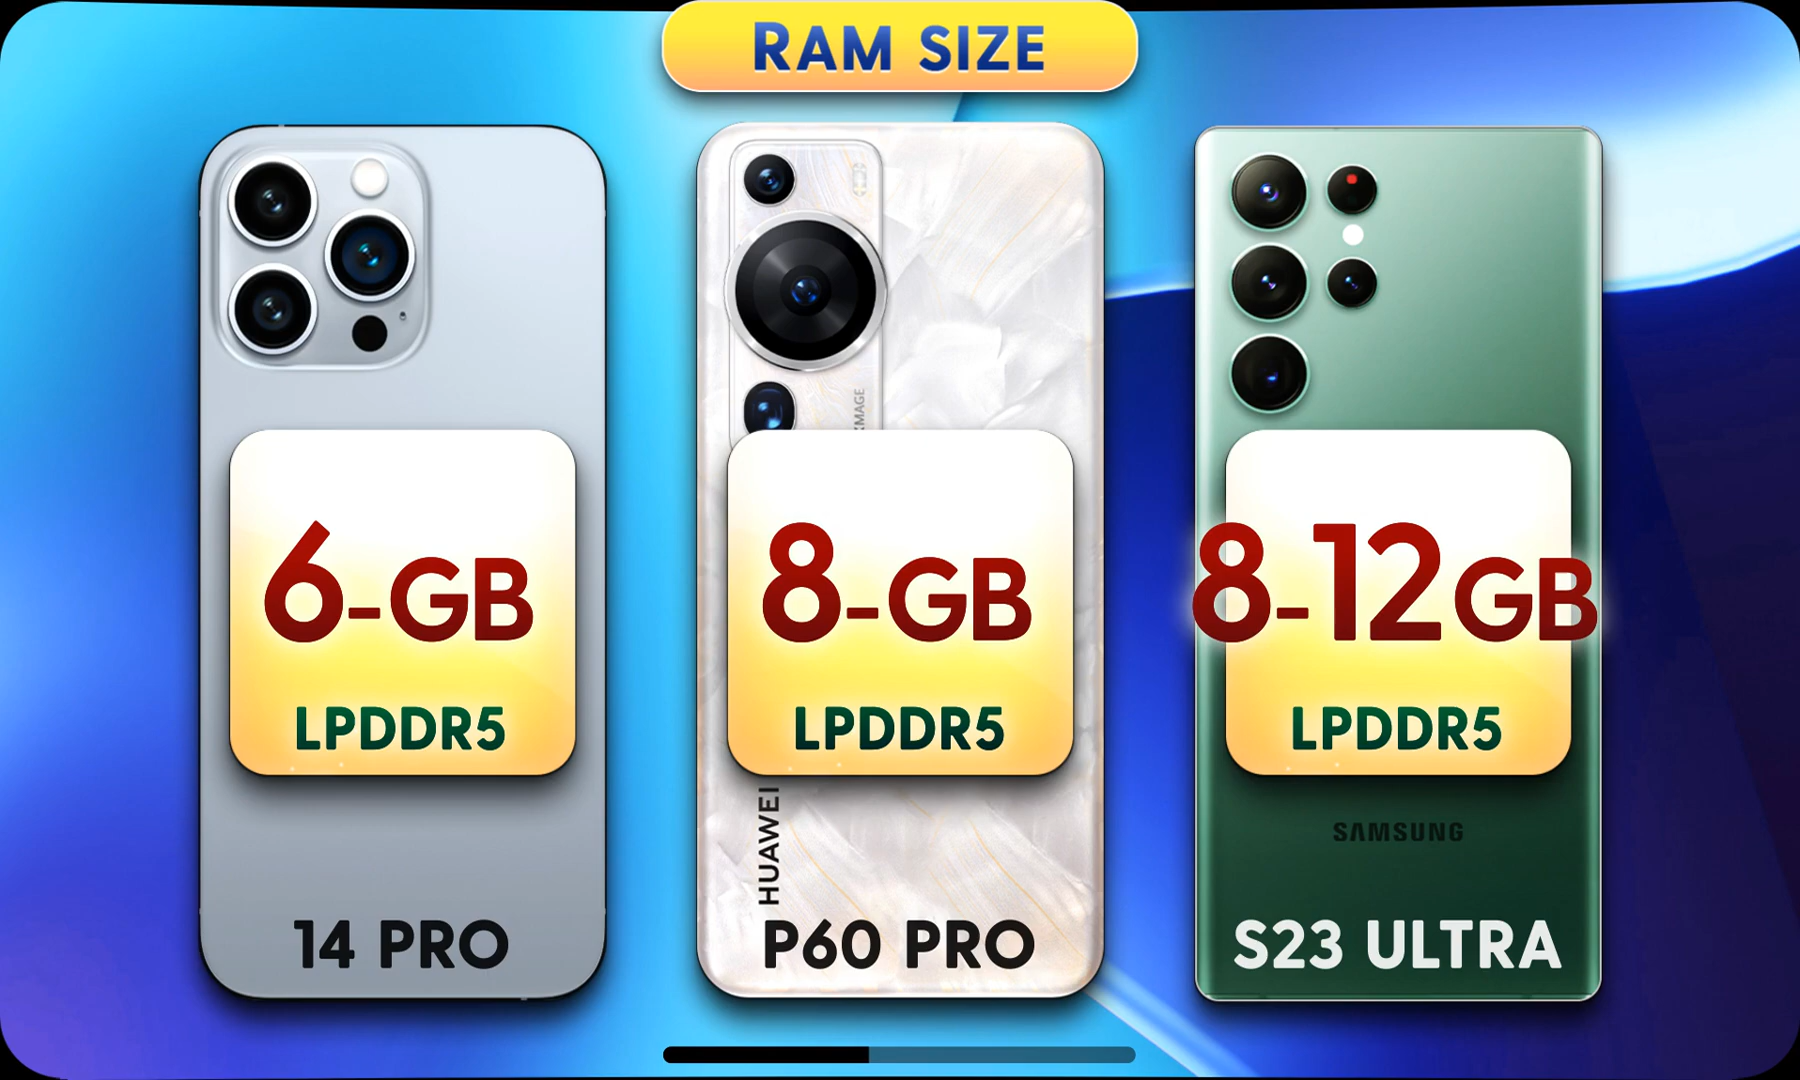 RAM SIZE
6-GB
LPDDR5
14 PRO
XMAGE
8-GB
LPDDR5
HUAWEI
P60 PRO
8-12GB
LPDDR5
SAMSUNG
S23 ULTRA